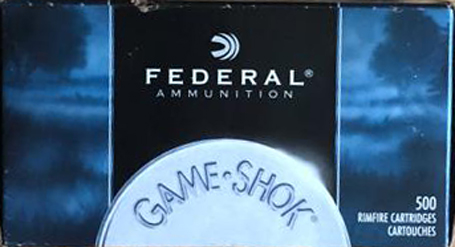 FEDERAL®
AMMUNITION
GAME·SHOK®
500
RIMFIRE CARTRIDGES
CARTOUCHES